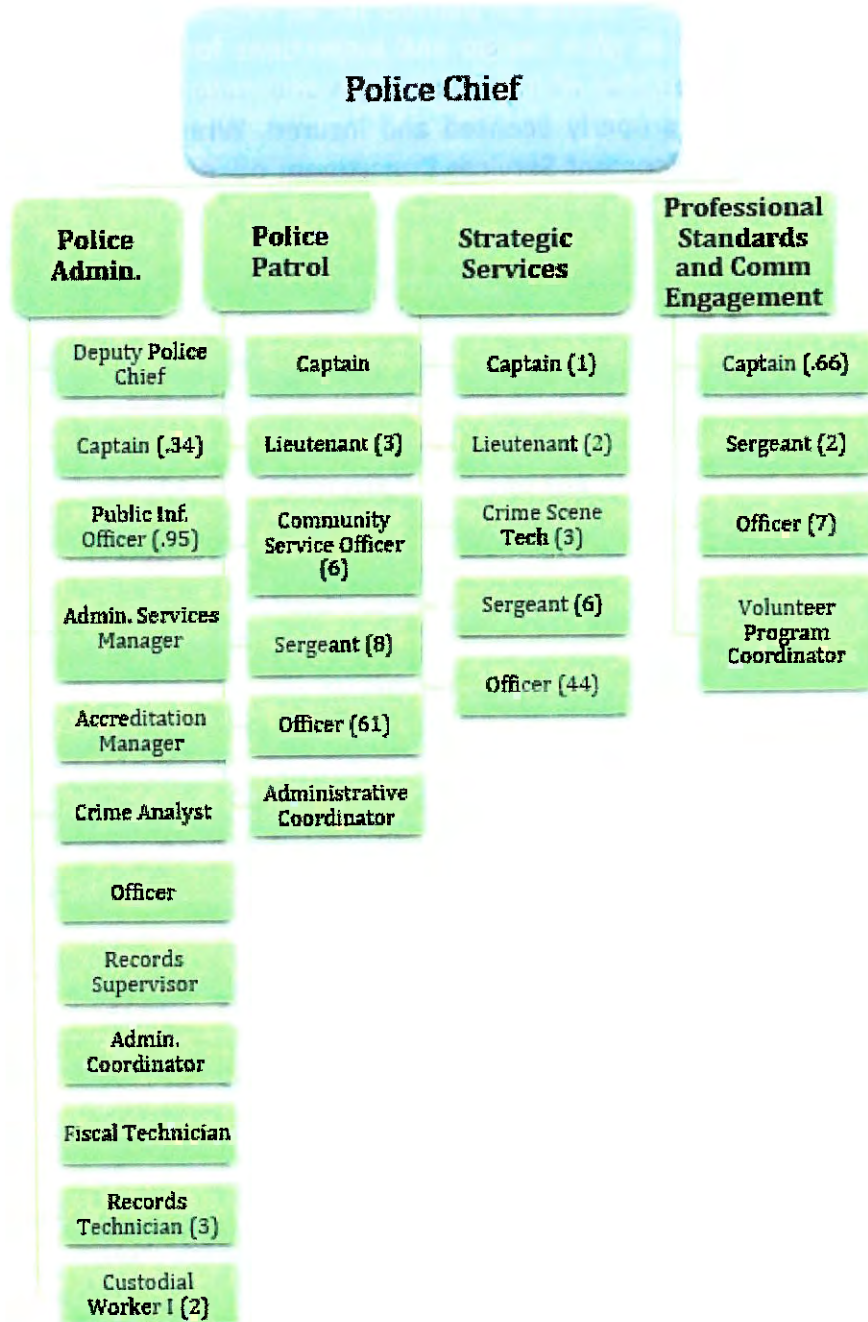 Police Chief
Police
Admin.
Deputy Police
Chief
Captain (.34)
Public Inf.
Officer (.95)
Admin. Services
Manager
Accreditation
Manager
Crime Analyst
Officer
Records
Supervisor
Admin.
Coordinator
Fiscal Technician
Records
Technician (3)
Custodial
Worker I (2)
Police
Patrol
Captain
Lieutenant (3)
Community
Service Officer
(6)
Sergeant (8)
Officer (61)
Administrative
Coordinator
Strategic
Services
Captain (1)
Lieutenant (2)
Crime Scene
Tech (3)
Sergeant (6)
Officer (44)
Professional
Standards
and Comm
Engagement
Captain (.66)
Sergeant (2)
Officer (7)
Volunteer
Program
Coordinator